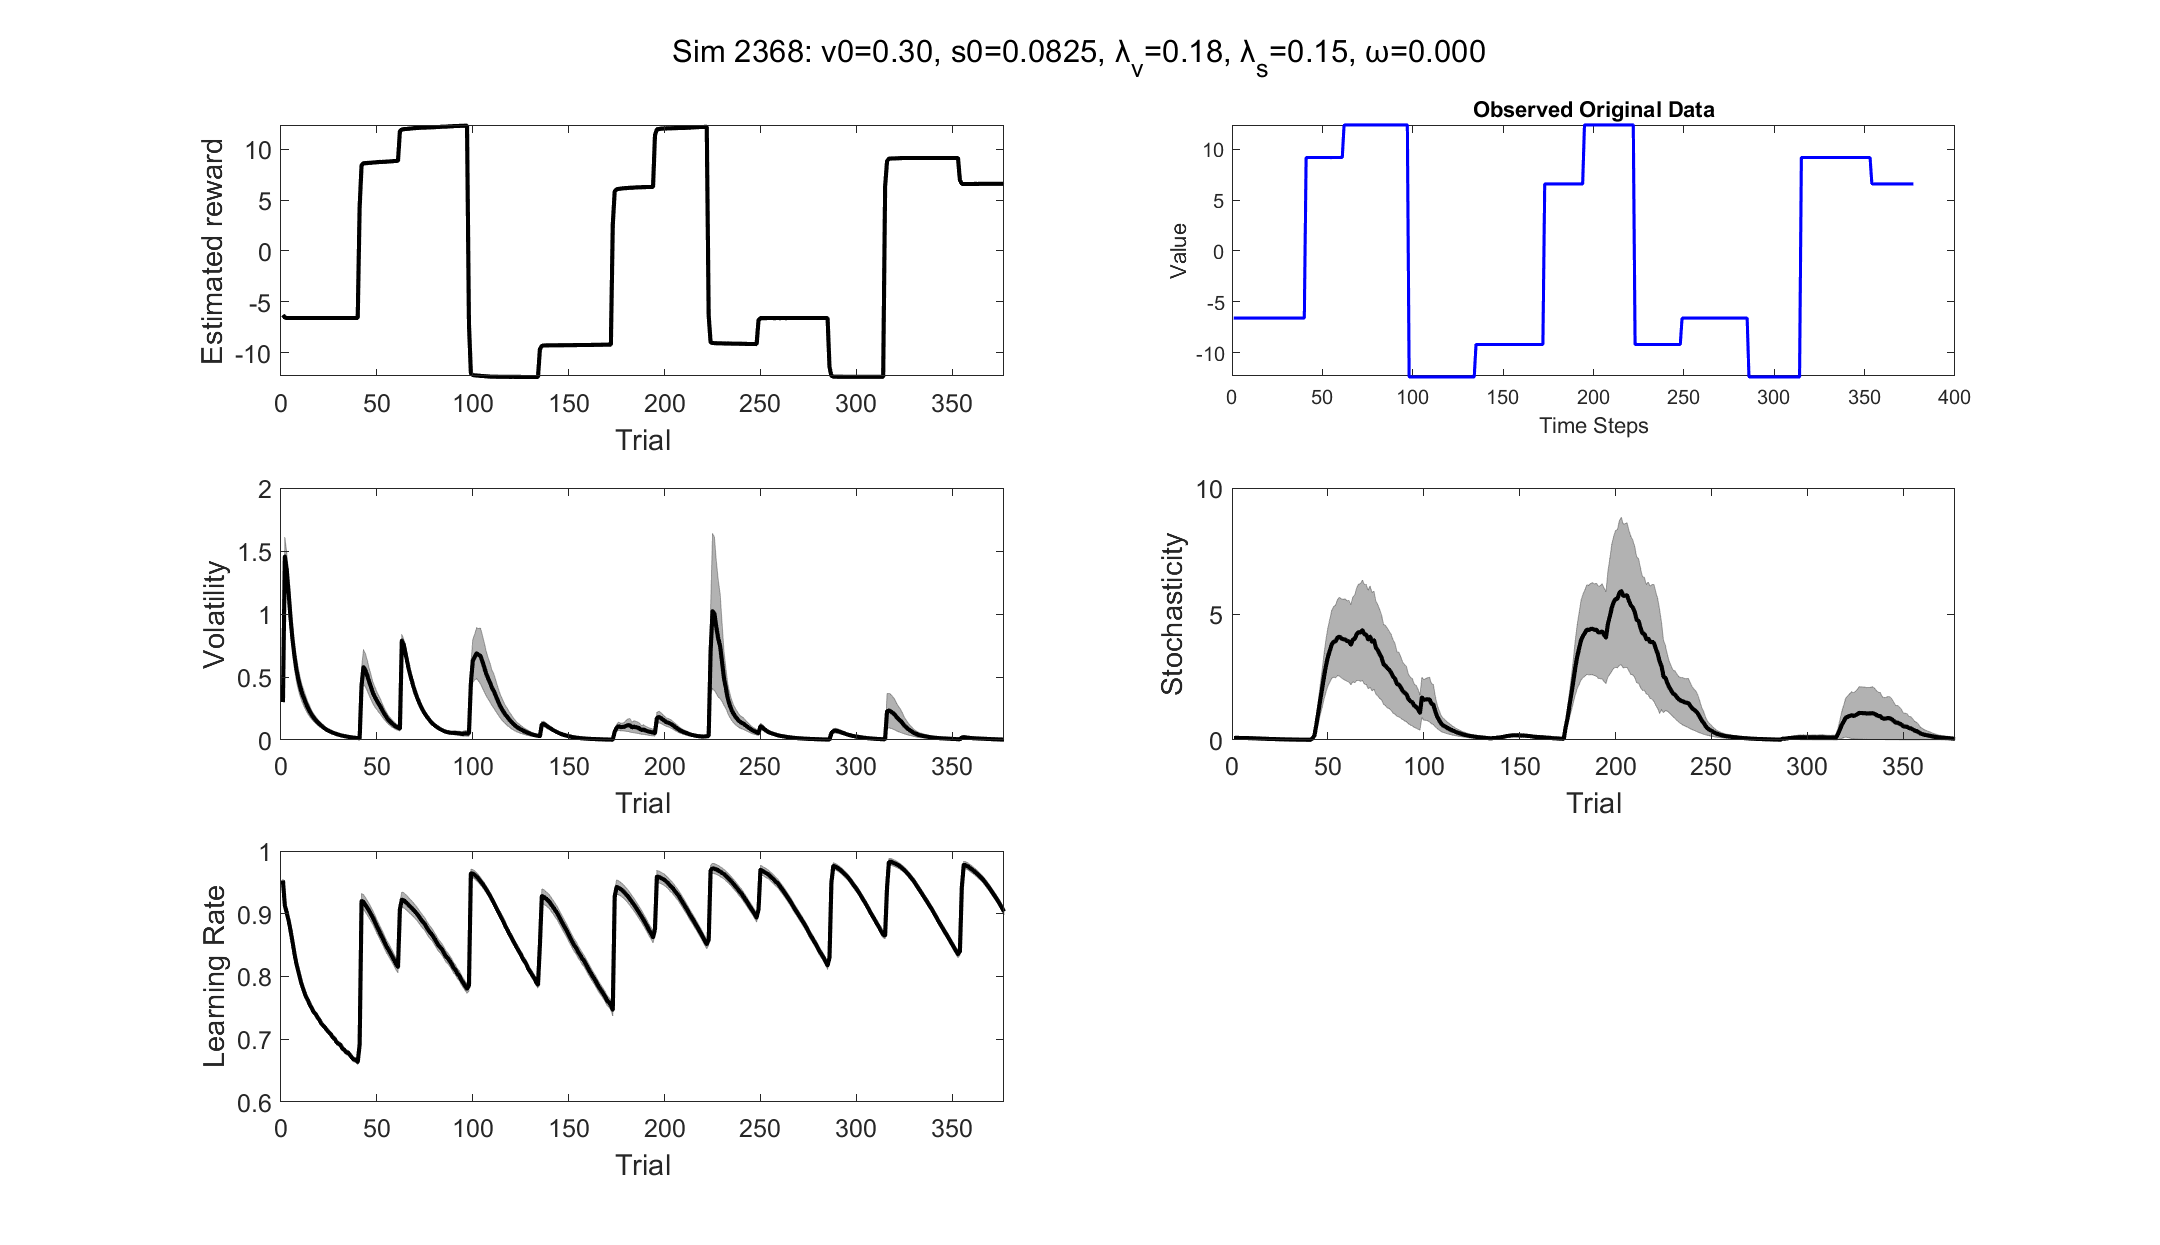 Sim 2368: v0=0.30, s0=0.0825, λ_v=0.18, λ_s=0.15, ω=0.000
Estimated reward
10
5
0
-5
-10
0 50 100 150 200 250 300 350
Trial
Observed Original Data
Value
10
5
0
-5
-10
0 50 100 150 200 250 300 350 400
Time Steps
Volatility
2
1.5
1
0.5
0
0 50 100 150 200 250 300 350
Trial
Stochasticity
10
5
0
0 50 100 150 200 250 300 350
Trial
Learning Rate
1
0.9
0.8
0.7
0.6
0 50 100 150 200 250 300 350
Trial